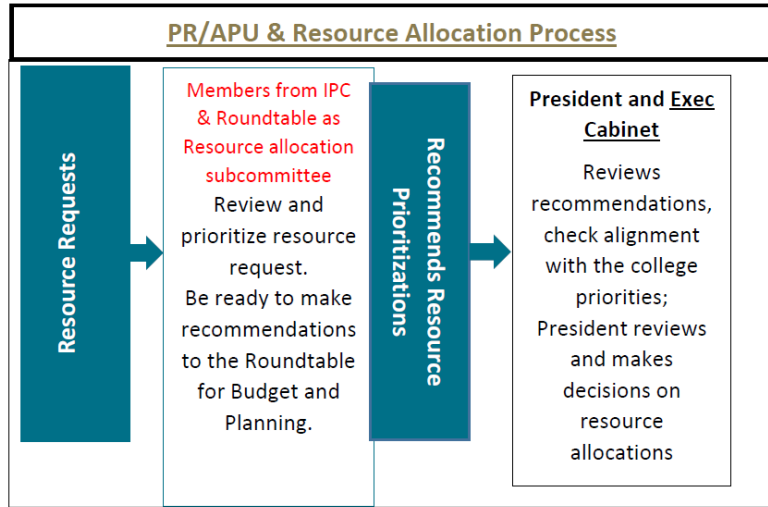 PR/APU & Resource Allocation Process
Resource Requests
Members from IPC
& Roundtable as
Resource allocation
subcommittee
Review and
prioritize resource
request.
Be ready to make
recommendations
to the Roundtable
for Budget and
Planning.
Recommends Resource
Prioritizations
President and Exec
Cabinet
Reviews
recommendations,
check alignment
with the college
priorities;
President reviews
and makes
decisions on
resource
allocations